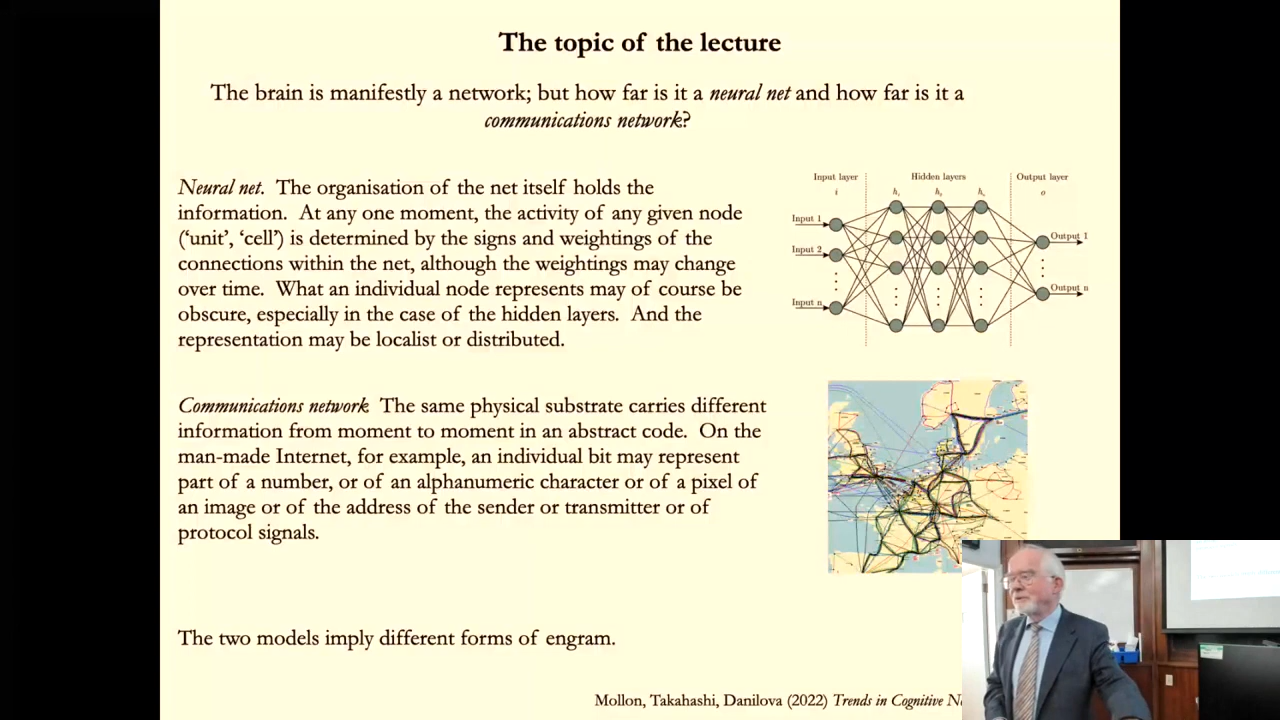 The topic of the lecture
The brain is manifestly a network; but how far is it a neural net and how far is it a
communications network?
Neural net. The organisation of the net itself holds the
information. At any one moment, the activity of any given node
(‘unit’, ‘cell’) is determined by the signs and weightings of the
connections within the net, although the weightings may change
over time. What an individual node represents may of course be
obscure, especially in the case of the hidden layers. And the
representation may be localist or distributed.
Input layer
Hidden layers
Output layer
i
h₁
h₂
hₙ
o
Input 1
Input 2
Input n
Output 1
Output n
Communications network. The same physical substrate carries different
information from moment to moment in an abstract code. On the
man-made Internet, for example, an individual bit may represent
part of a number, or of an alphanumeric character or of a pixel of
an image or of the address of the sender or transmitter or of
protocol signals.
The two models imply different forms of engram.
Mollon, Takahashi, Danilova (2022) Trends in Cognitive